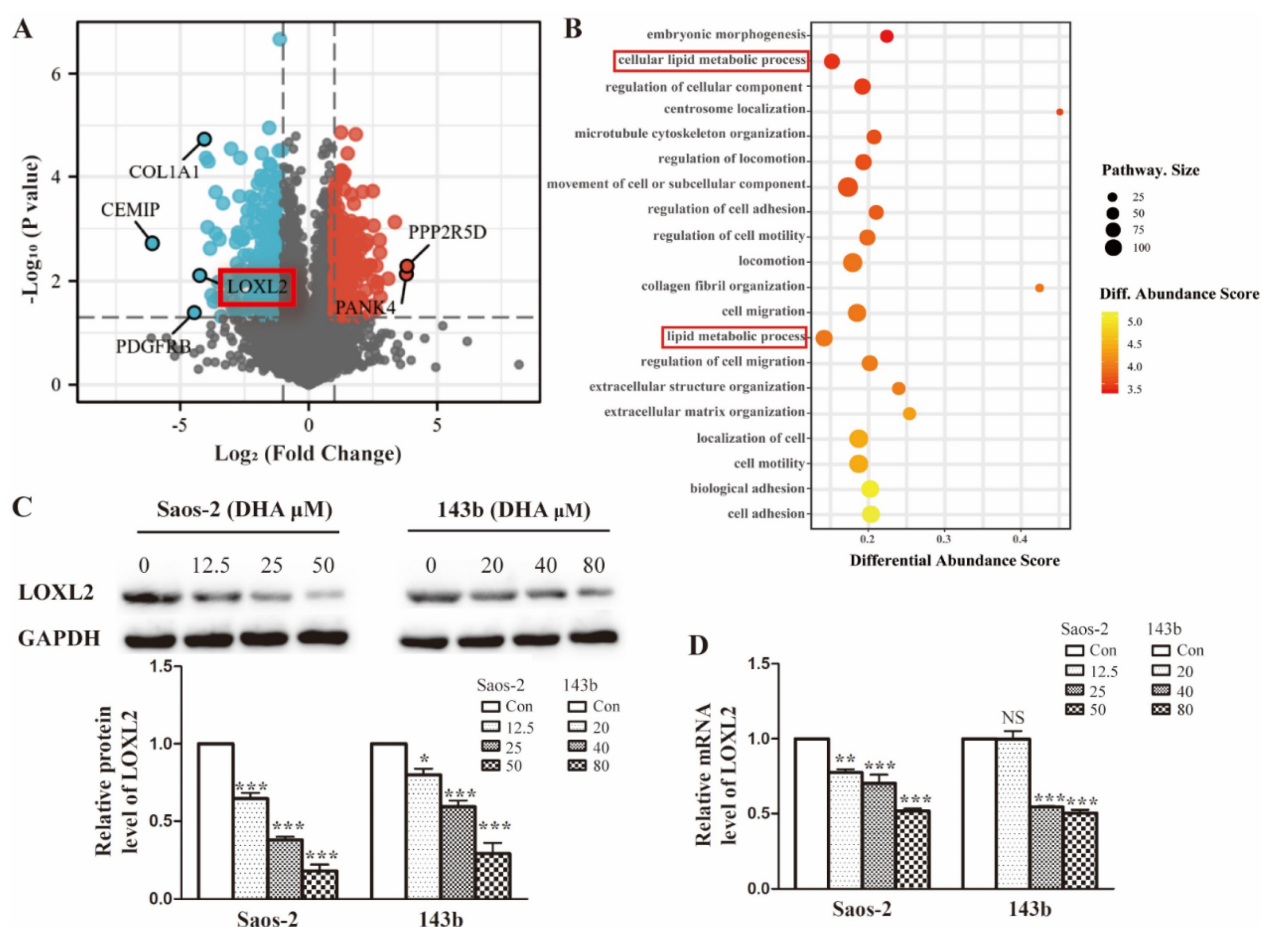 A
-Log₁₀ (P value)
6
4
2
0
COL1A1
CEMIP
LOXL2
PDGFRB
PPP2R5D
PANK4
-5
0
5
Log₂ (Fold Change)
B
embryonic morphogenesis
cellular lipid metabolic process
regulation of cellular component
centrosome localization
microtubule cytoskeleton organization
regulation of locomotion
movement of cell or subcellular component
regulation of cell adhesion
regulation of cell motility
locomotion
collagen fibril organization
cell migration
lipid metabolic process
regulation of cell migration
extracellular structure organization
extracellular matrix organization
localization of cell
cell motility
biological adhesion
cell adhesion
0.2
0.3
0.4
Differential Abundance Score
Pathway. Size
25
50
75
100
Diff. Abundance Score
5.0
4.5
4.0
3.5
C
Saos-2 (DHA μM)
143b (DHA μM)
0 12.5 25 50
0 20 40 80
LOXL2
GAPDH
Relative protein
level of LOXL2
1.5
1.0
0.5
0.0
***
***
***
*
***
***
Saos-2 143b
Con Con
12.5 20
25 40
50 80
Saos-2
143b
D
Relative mRNA
level of LOXL2
1.5
1.0
0.5
0.0
**
***
***
NS
***
***
Saos-2 143b
Con Con
12.5 20
25 40
50 80
Saos-2
143b